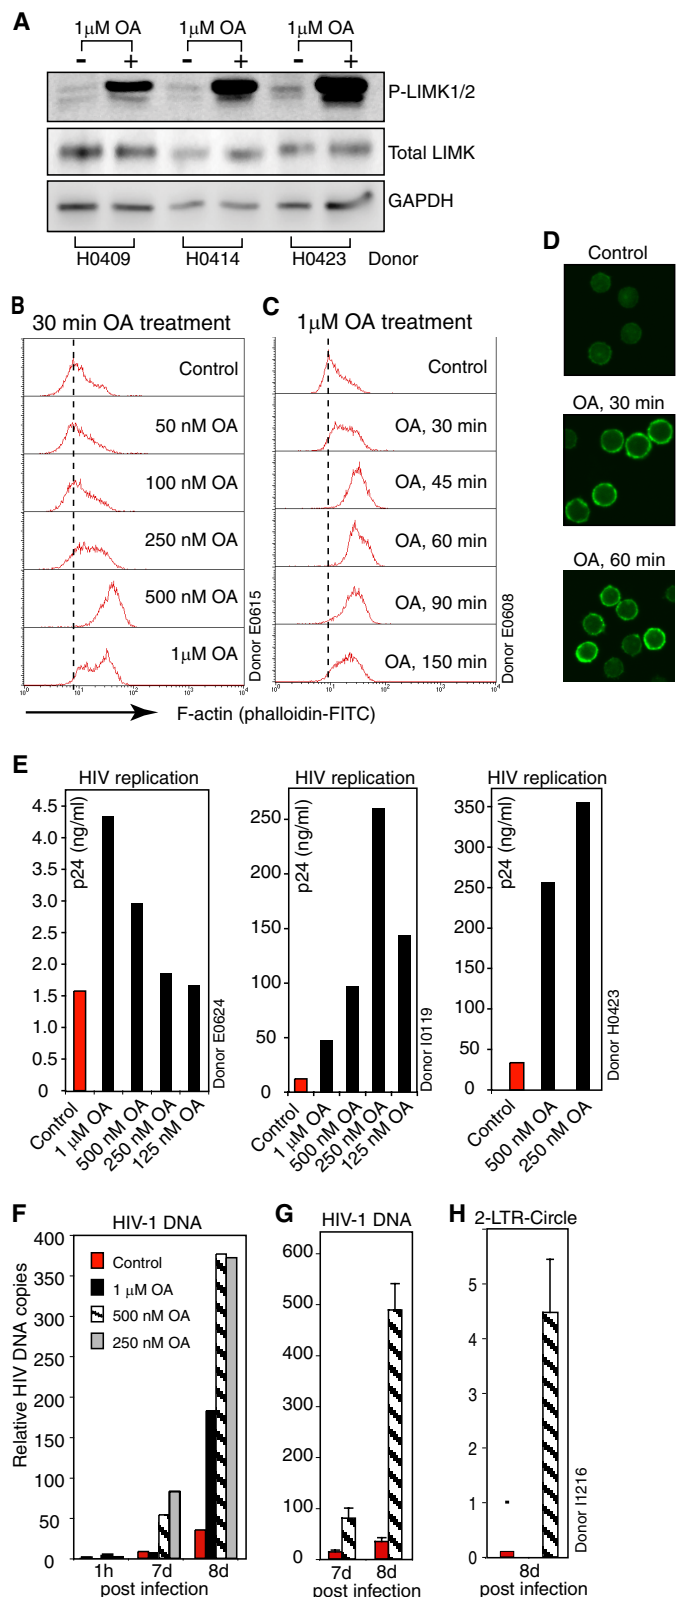 A
1µM OA 1µM OA 1µM OA
- + - + - +
P-LIMK1/2
Total LIMK
GAPDH
H0409 H0414 H0423 Donor
B
30 min OA treatment
Control
50 nM OA
100 nM OA
250 nM OA
500 nM OA
1µM OA
10⁰ 10¹ 10² 10³ 10⁴
Donor E0615
C
1µM OA treatment
Control
OA, 30 min
OA, 45 min
OA, 60 min
OA, 90 min
OA, 150 min
10⁰ 10¹ 10² 10³ 10⁴
Donor E0608
F-actin (phalloidin-FITC)
D
Control
OA, 30 min
OA, 60 min
E
HIV replication
p24 (ng/ml)
4.5
4.0
3.5
3.0
2.5
2.0
1.5
1.0
0.5
0
Control
1 µM OA
500 nM OA
250 nM OA
125 nM OA
Donor E0624
HIV replication
p24 (ng/ml)
250
200
150
100
50
0
Control
1 µM OA
500 nM OA
250 nM OA
125 nM OA
Donor I0119
HIV replication
p24 (ng/ml)
350
300
250
200
150
100
50
0
Control
500 nM OA
250 nM OA
Donor H0423
F
HIV-1 DNA
Relative HIV DNA copies
400
350
300
250
200
150
100
50
0
Control
1 µM OA
500 nM OA
250 nM OA
1h 7d 8d
post infection
G
HIV-1 DNA
600
500
400
300
200
100
0
7d 8d
post infection
H
2-LTR-Circle
5
4
3
2
1
0
8d
post infection
Donor I1216